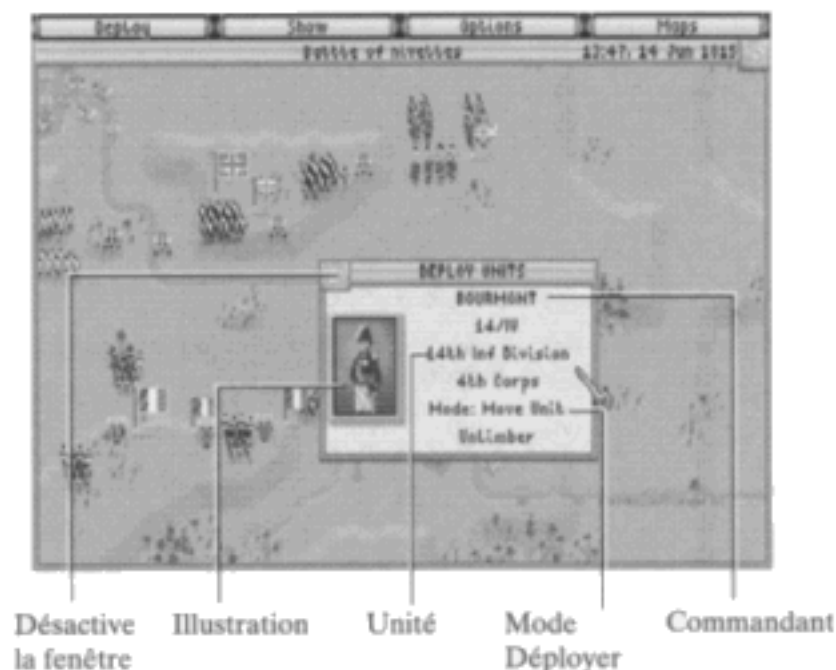 Deploy Show Options Maps
Battle of nivelles 13:47: 14 Jun 1815
DEPLOY UNITS
BOURMONT
14/IV
14th Inf Division
4th Corps
Mode: Move Unit
Unlimber
Désactive
la fenêtre
Illustration
Unité
Mode
Déployer
Commandant